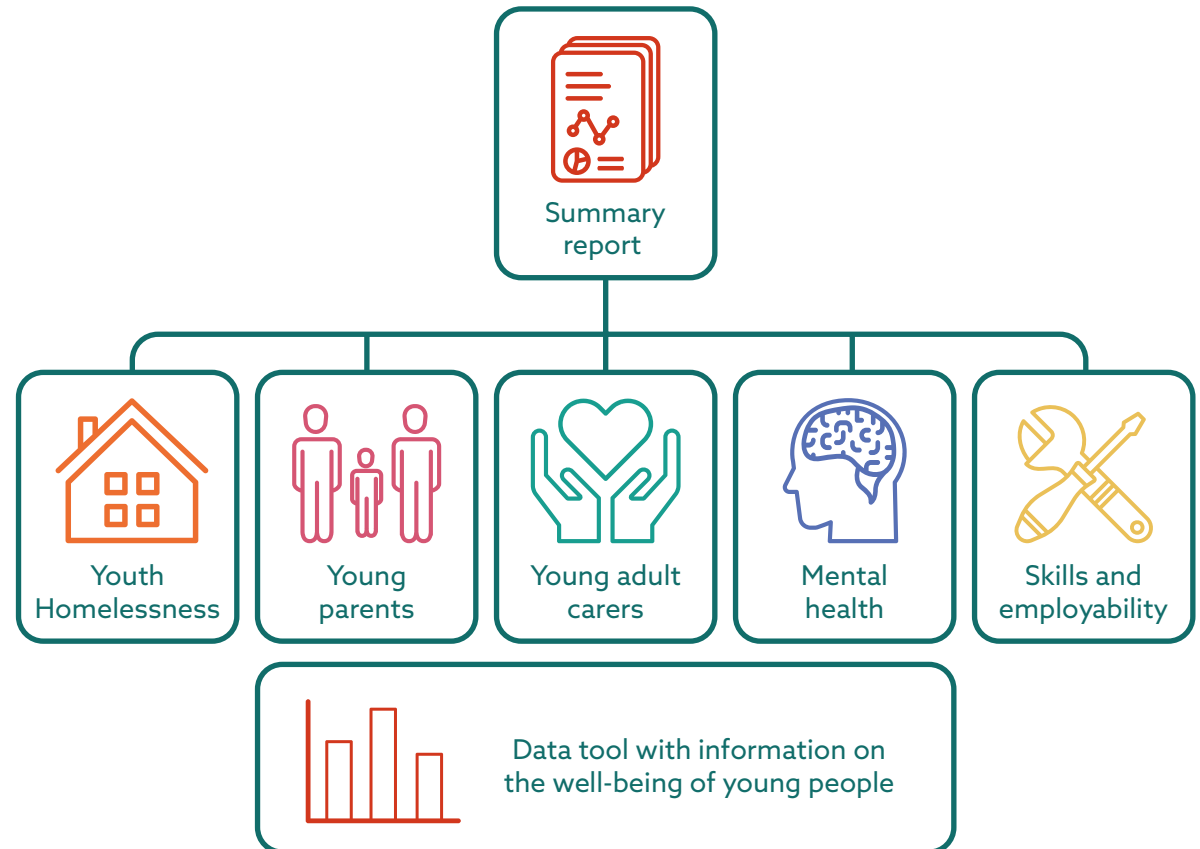 Summary
report
Youth
Homelessness
Young
parents
Young adult
carers
Mental
health
Skills and
employability
Data tool with information on
the well-being of young people